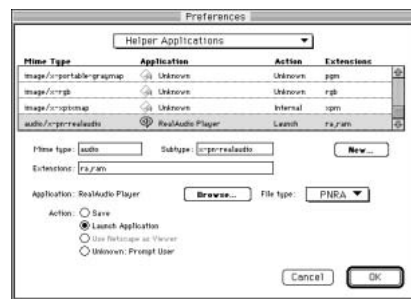 Preferences
Helper Applications
Mime Type Application Action Extensions
image/x-portable-graymap Unknown Unknown pgm
image/x-rgb Unknown Unknown rgb
image/x-xpixmap Unknown Internal xpm
audio/x-pn-realaudio RealAudio Player Launch ra,ram
Mime type: audio Subtype: x-pn-realaudio New...
Extensions: ra,ram
Application: RealAudio Player Browse... File type: PNRA
Action: Save
Launch Application
Use Netscape as Viewer
Unknown: Prompt User
Cancel OK